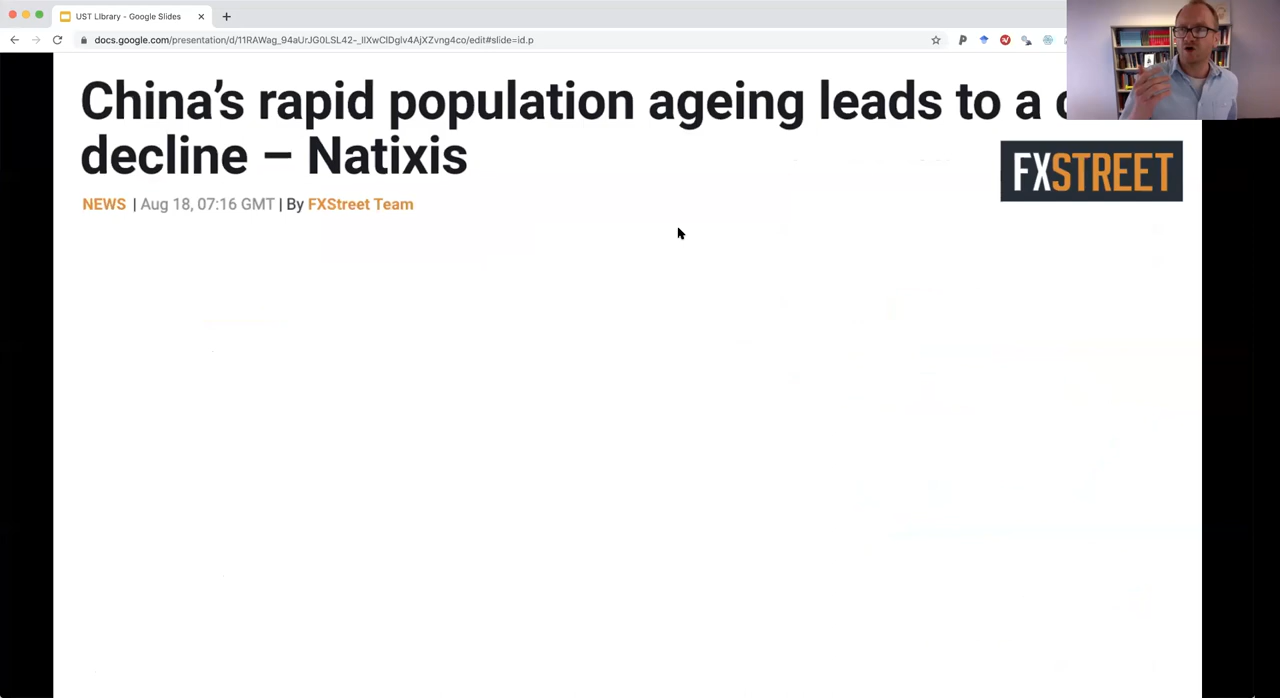 UST LIbrary - Google Slides
docs.google.com/presentation/d/11RAWag_94aUrJG0LSL42-_IIXwCIDglv4AjXZvng4co/edit#slide=id.p
China's rapid population ageing leads to a
decline – Natixis
FXSTREET
NEWS | Aug 18, 07:16 GMT | By FXStreet Team